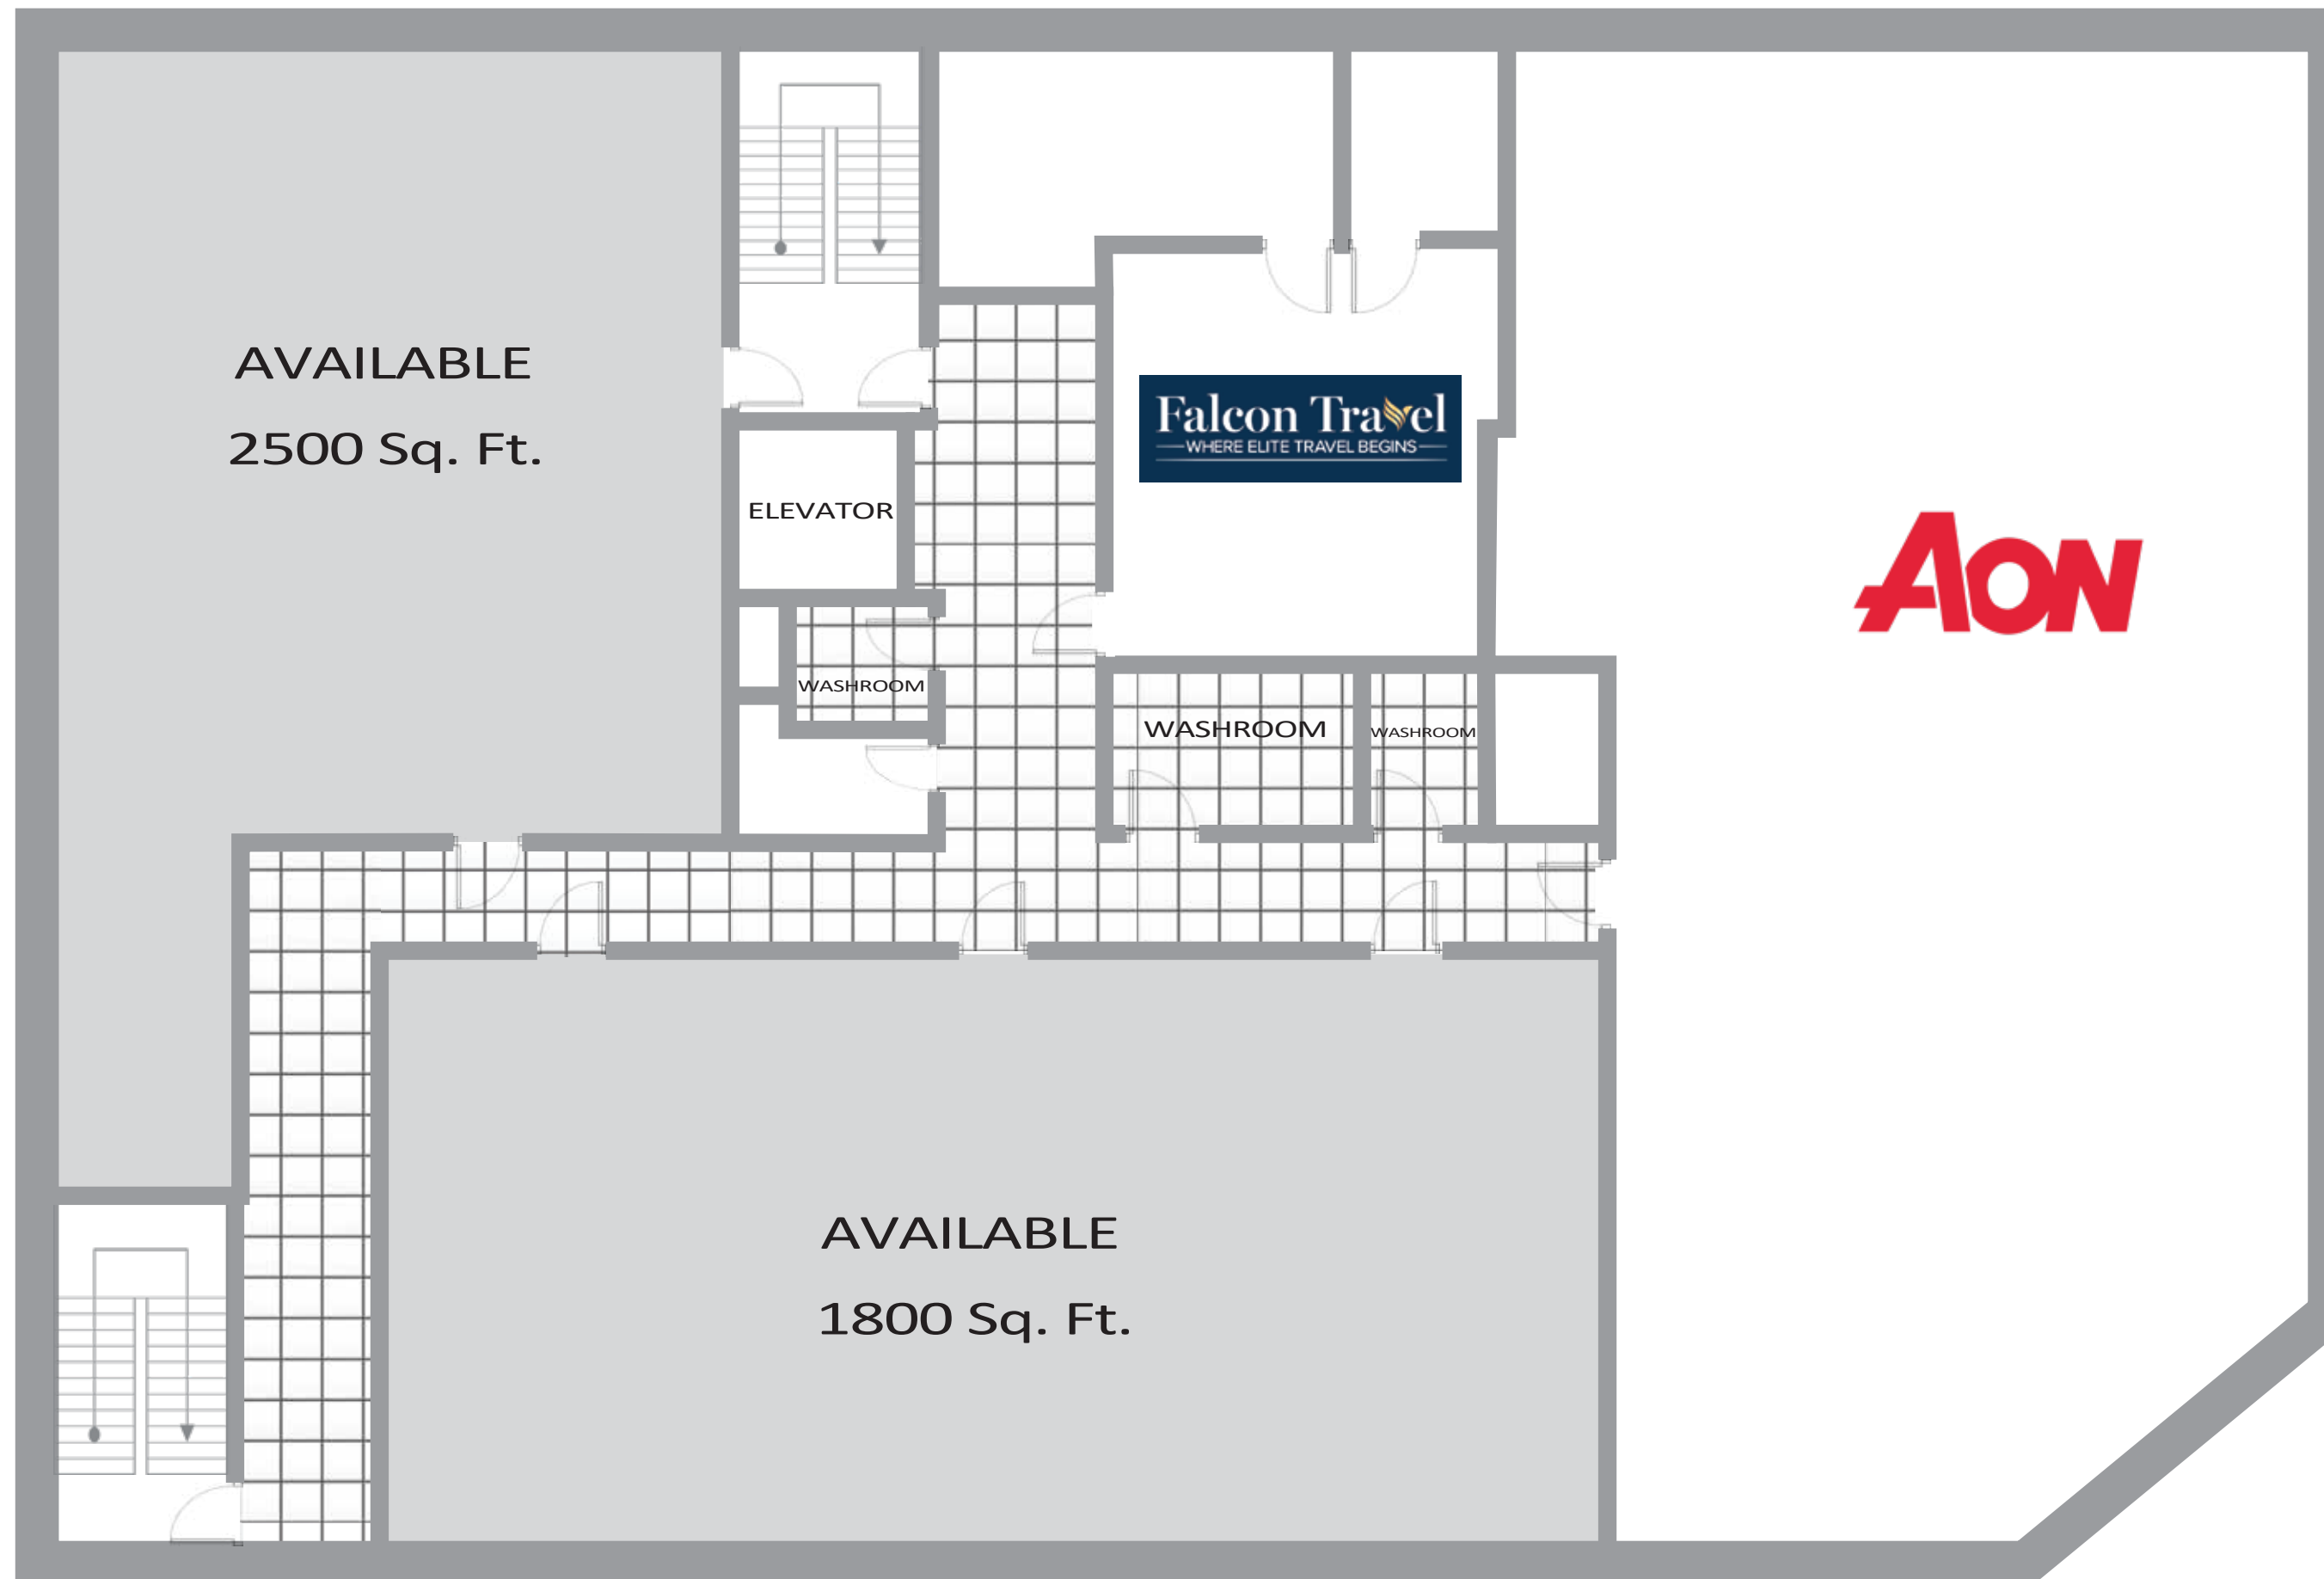 AVAILABLE
2500 Sq. Ft.
ELEVATOR
WASHROOM
Falcon Travel
WHERE ELITE TRAVEL BEGINS
AON
WASHROOM
WASHROOM
AVAILABLE
1800 Sq. Ft.